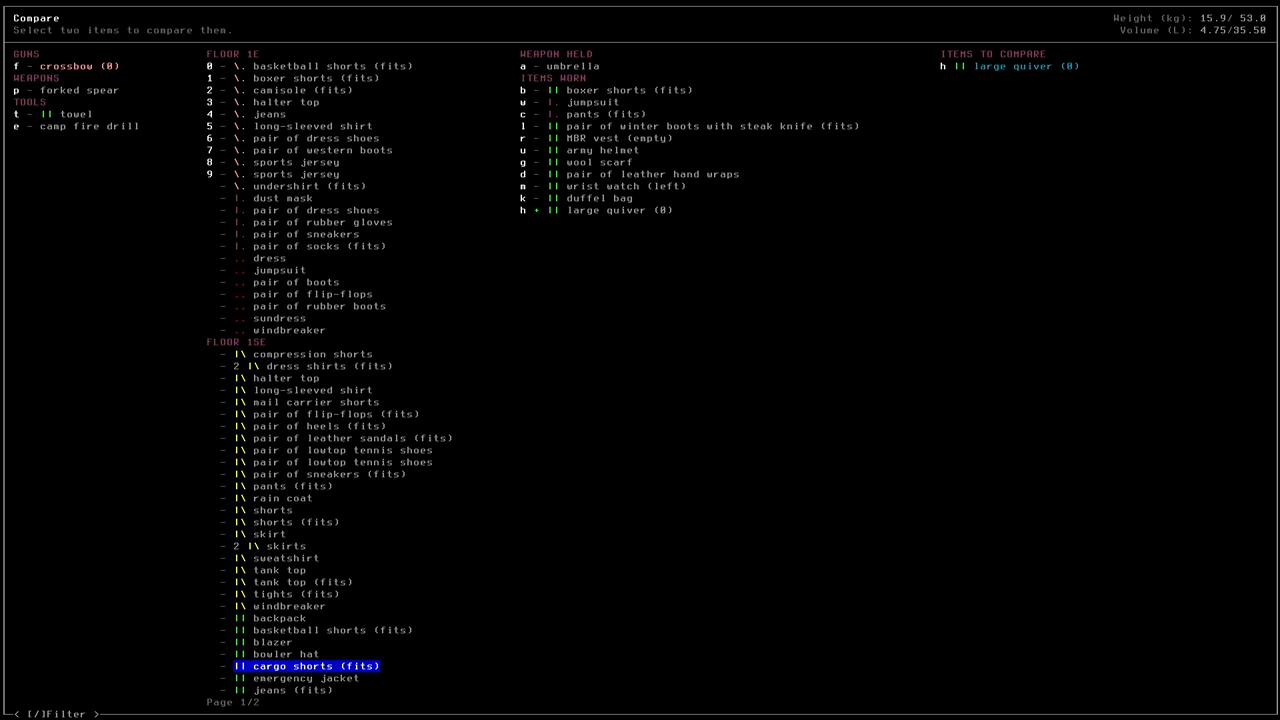 Compare
Select two items to compare them.
Weight (kg): 15.9/ 53.0
Volume (L): 4.75/35.50
GUNS
f - crossbow (0)
WEAPONS
p - forked spear
TOOLS
t - || towel
e - camp fire drill
FLOOR 1E
0 - \. basketball shorts (fits)
1 - \. boxer shorts (fits)
2 - \. camisole (fits)
3 - \. halter top
4 - \. jeans
5 - \. long-sleeved shirt
6 - \. pair of dress shoes
7 - \. pair of western boots
8 - \. sports jersey
9 - \. sports jersey
- \. undershirt (fits)
- |. dust mask
- |. pair of dress shoes
- |. pair of rubber gloves
- |. pair of sneakers
- |. pair of socks (fits)
- .. dress
- .. jumpsuit
- .. pair of boots
- .. pair of flip-flops
- .. pair of rubber boots
- .. sundress
- .. windbreaker
FLOOR 1SE
- |\ compression shorts
- 2 |\ dress shirts (fits)
- |\ halter top
- |\ long-sleeved shirt
- |\ mail carrier shorts
- |\ pair of flip-flops (fits)
- |\ pair of heels (fits)
- |\ pair of leather sandals (fits)
- |\ pair of lowtop tennis shoes
- |\ pair of lowtop tennis shoes
- |\ pair of sneakers (fits)
- |\ pants (fits)
- |\ rain coat
- |\ shorts
- |\ shorts (fits)
- |\ skirt
- 2 |\ skirts
- |\ sweatshirt
- |\ tank top
- |\ tank top (fits)
- |\ tights (fits)
- |\ windbreaker
- || backpack
- || basketball shorts (fits)
- || blazer
- || bowler hat
- || cargo shorts (fits)
- || emergency jacket
- || jeans (fits)
Page 1/2
WEAPON HELD
a - umbrella
ITEMS WORN
b - || boxer shorts (fits)
w - |. jumpsuit
c - |. pants (fits)
l - || pair of winter boots with steak knife (fits)
r - || MBR vest (empty)
u - || army helmet
g - || wool scarf
d - || pair of leather hand wraps
m - || wrist watch (left)
k - || duffel bag
h + || large quiver (0)
ITEMS TO COMPARE
h || large quiver (0)
< [/]Filter >